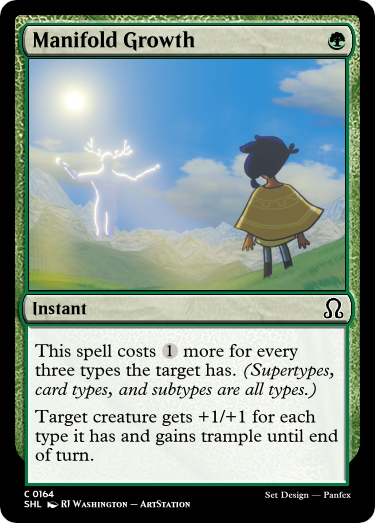 Manifold Growth
Instant
This spell costs 1 more for every
three types the target has. (Supertypes,
card types, and subtypes are all types.)
Target creature gets +1/+1 for each
type it has and gains trample until end
of turn.
C 0164
SHL RJ Washington — ArtStation
Set Design — Panfex